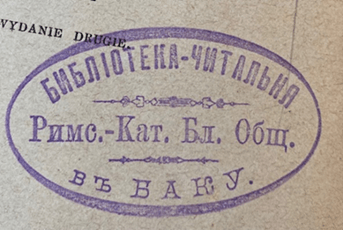 WYDANIE DRUGIE.
БИБЛІОТЕКА-ЧИТАЛЬНЯ
Римс.-Кат. Бл. Общ.
ВЪ БАКУ.